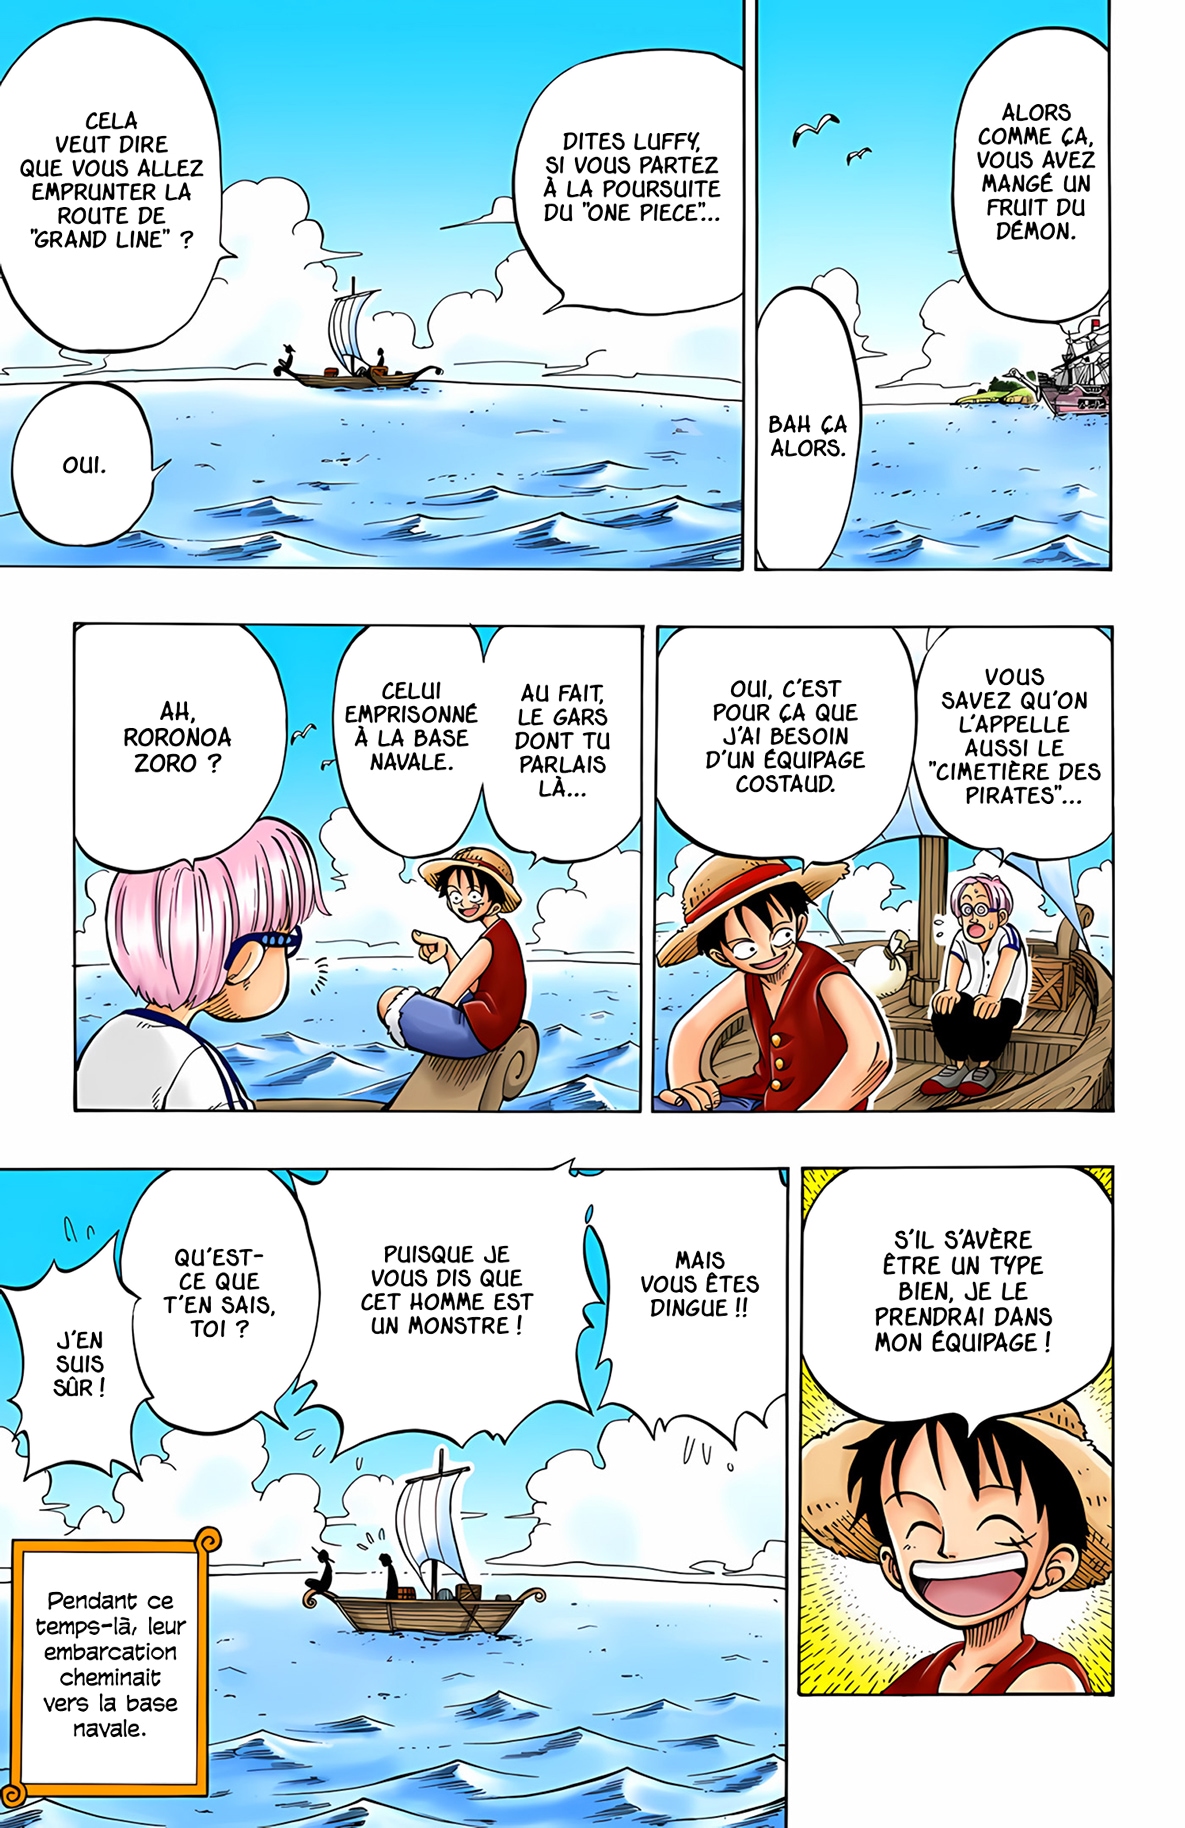 ALORS
COMME ÇA,
VOUS AVEZ
MANGÉ UN
FRUIT DU
DÉMON.
BAH ÇA
ALORS.
DITES LUFFY,
SI VOUS PARTEZ
À LA POURSUITE
DU "ONE PIECE"...
CELA
VEUT DIRE
QUE VOUS ALLEZ
EMPRUNTER LA
ROUTE DE
"GRAND LINE" ?
OUI.
VOUS
SAVEZ QU'ON
L'APPELLE
AUSSI LE
"CIMETIÈRE DES
PIRATES"...
OUI, C'EST
POUR ÇA QUE
J'AI BESOIN
D'UN ÉQUIPAGE
COSTAUD.
AU FAIT,
LE GARS
DONT TU
PARLAIS
LÀ...
CELUI
EMPRISONNÉ
À LA BASE
NAVALE.
AH,
RORONOA
ZORO ?
S'IL S'AVÈRE
ÊTRE UN TYPE
BIEN, JE LE
PRENDRAI DANS
MON ÉQUIPAGE !
MAIS
VOUS ÊTES
DINGUE !!
PUISQUE JE
VOUS DIS QUE
CET HOMME EST
UN MONSTRE !
QU'EST-
CE QUE
T'EN SAIS,
TOI ?
J'EN
SUIS
SÛR !
Pendant ce
temps-là, leur
embarcation
cheminait
vers la base
navale.